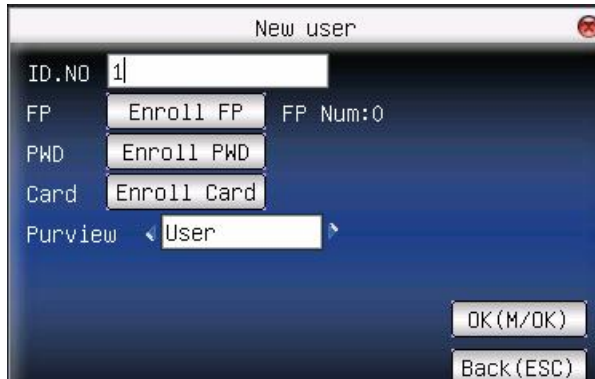 New user
ID.NO 1
FP Enroll FP FP Num:0
PWD Enroll PWD
Card Enroll Card
Purview User
OK(M/OK)
Back(ESC)